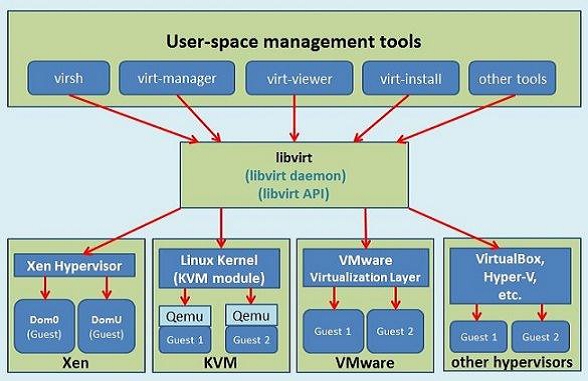 User-space management tools
virsh
virt-manager
virt-viewer
virt-install
other tools
libvirt
(libvirt daemon)
(libvirt API)
Xen Hypervisor
Dom0
(Guest)
DomU
(Guest)
Xen
Linux Kernel
(KVM module)
Qemu
Guest 1
Qemu
Guest 2
KVM
VMware
Virtualization Layer
Guest 1
Guest 2
VMware
VirtualBox,
Hyper-V,
etc.
Guest 1
Guest 2
other hypervisors